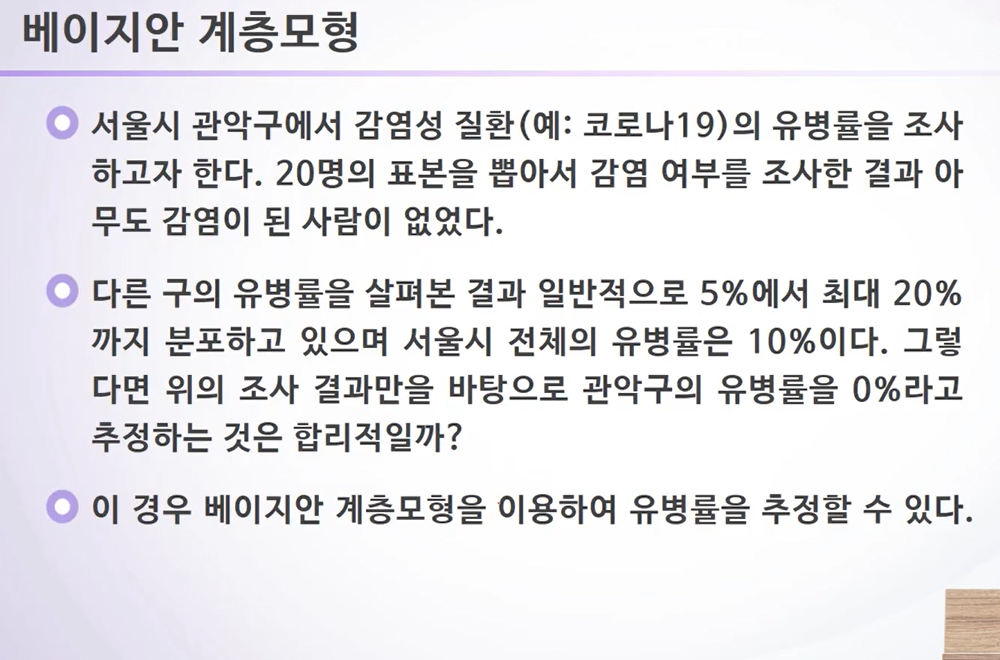 베이지안 계층모형
서울시 관악구에서 감염성 질환(예: 코로나19)의 유병률을 조사
하고자 한다. 20명의 표본을 뽑아서 감염 여부를 조사한 결과 아
무도 감염이 된 사람이 없었다.
다른 구의 유병률을 살펴본 결과 일반적으로 5%에서 최대 20%
까지 분포하고 있으며 서울시 전체의 유병률은 10%이다. 그렇
다면 위의 조사 결과만을 바탕으로 관악구의 유병률을 0%라고
추정하는 것은 합리적일까?
이 경우 베이지안 계층모형을 이용하여 유병률을 추정할 수 있다.